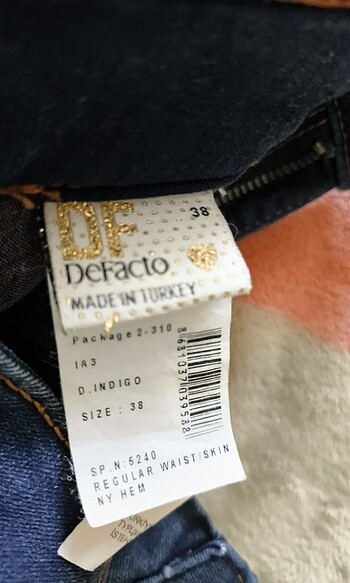 DF
38
DeFacto
MADE IN TURKEY
Package 2-310
IA3
D.INDIGO
SIZE : 38
8631037039588
SP.N:5240
REGULAR WAIST/SKIN
NY HEM